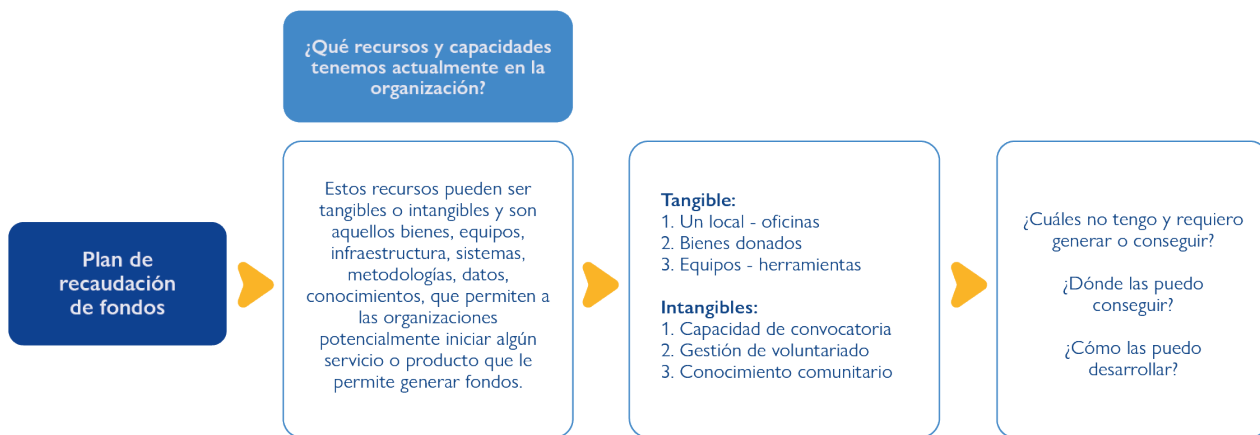 ¿Qué recursos y capacidades
tenemos actualmente en la
organización?
Plan de
recaudación
de fondos
Estos recursos pueden ser
tangibles o intangibles y son
aquellos bienes, equipos,
infraestructura, sistemas,
metodologías, datos,
conocimientos, que permiten a
las organizaciones
potencialmente iniciar algún
servicio o producto que le
permite generar fondos.
Tangible:
1. Un local - oficinas
2. Bienes donados
3. Equipos - herramientas
Intangibles:
1. Capacidad de convocatoria
2. Gestión de voluntariado
3. Conocimiento comunitario
¿Cuáles no tengo y requiero
generar o conseguir?
¿Dónde las puedo
conseguir?
¿Cómo las puedo
desarrollar?